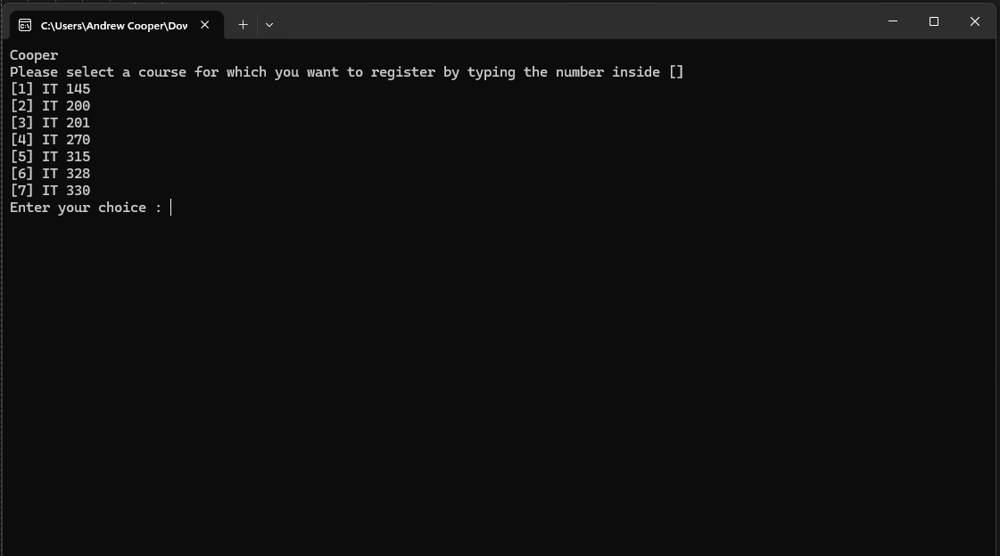 C:\Users\Andrew Cooper\Dow
Cooper
Please select a course for which you want to register by typing the number inside []
[1] IT 145
[2] IT 200
[3] IT 201
[4] IT 270
[5] IT 315
[6] IT 328
[7] IT 330
Enter your choice :